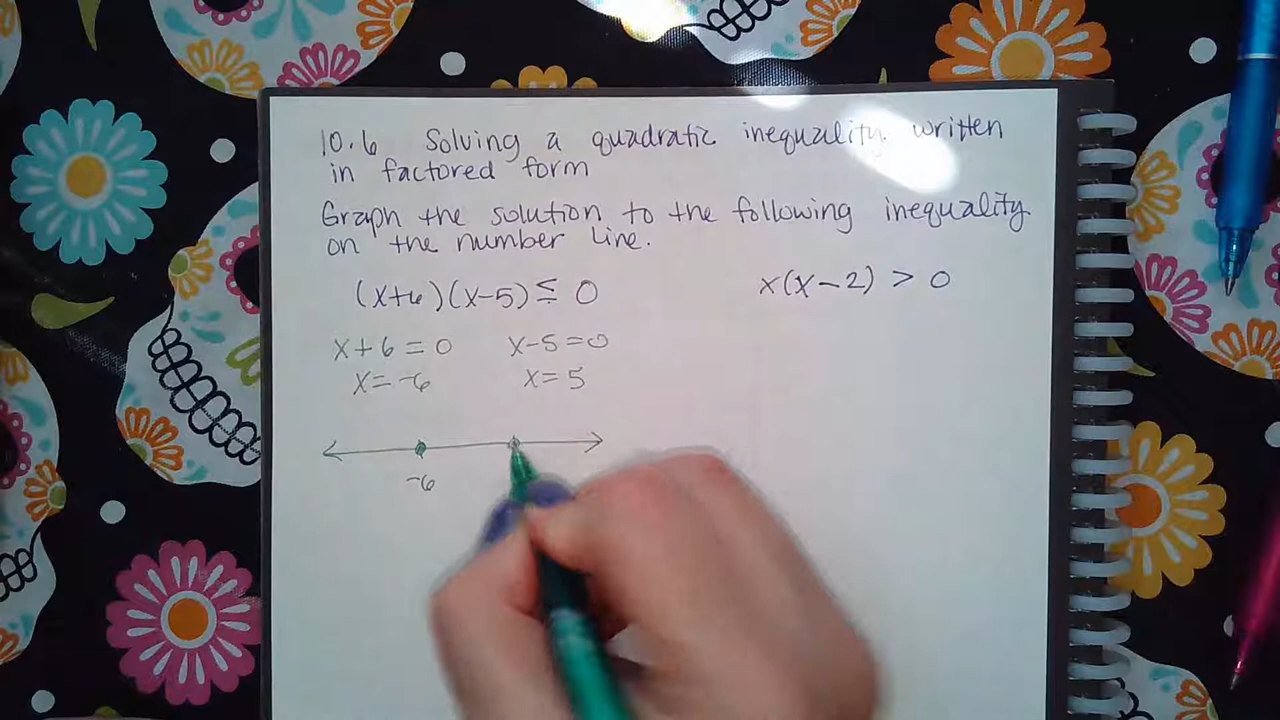 10.6 Solving a quadratic inequality written
in factored form
Graph the solution to the following inequality
on the number line.
(x+6)(x-5) ≤ 0
x(x-2) > 0
x+6=0 x-5=0
x=-6 x=5
-6